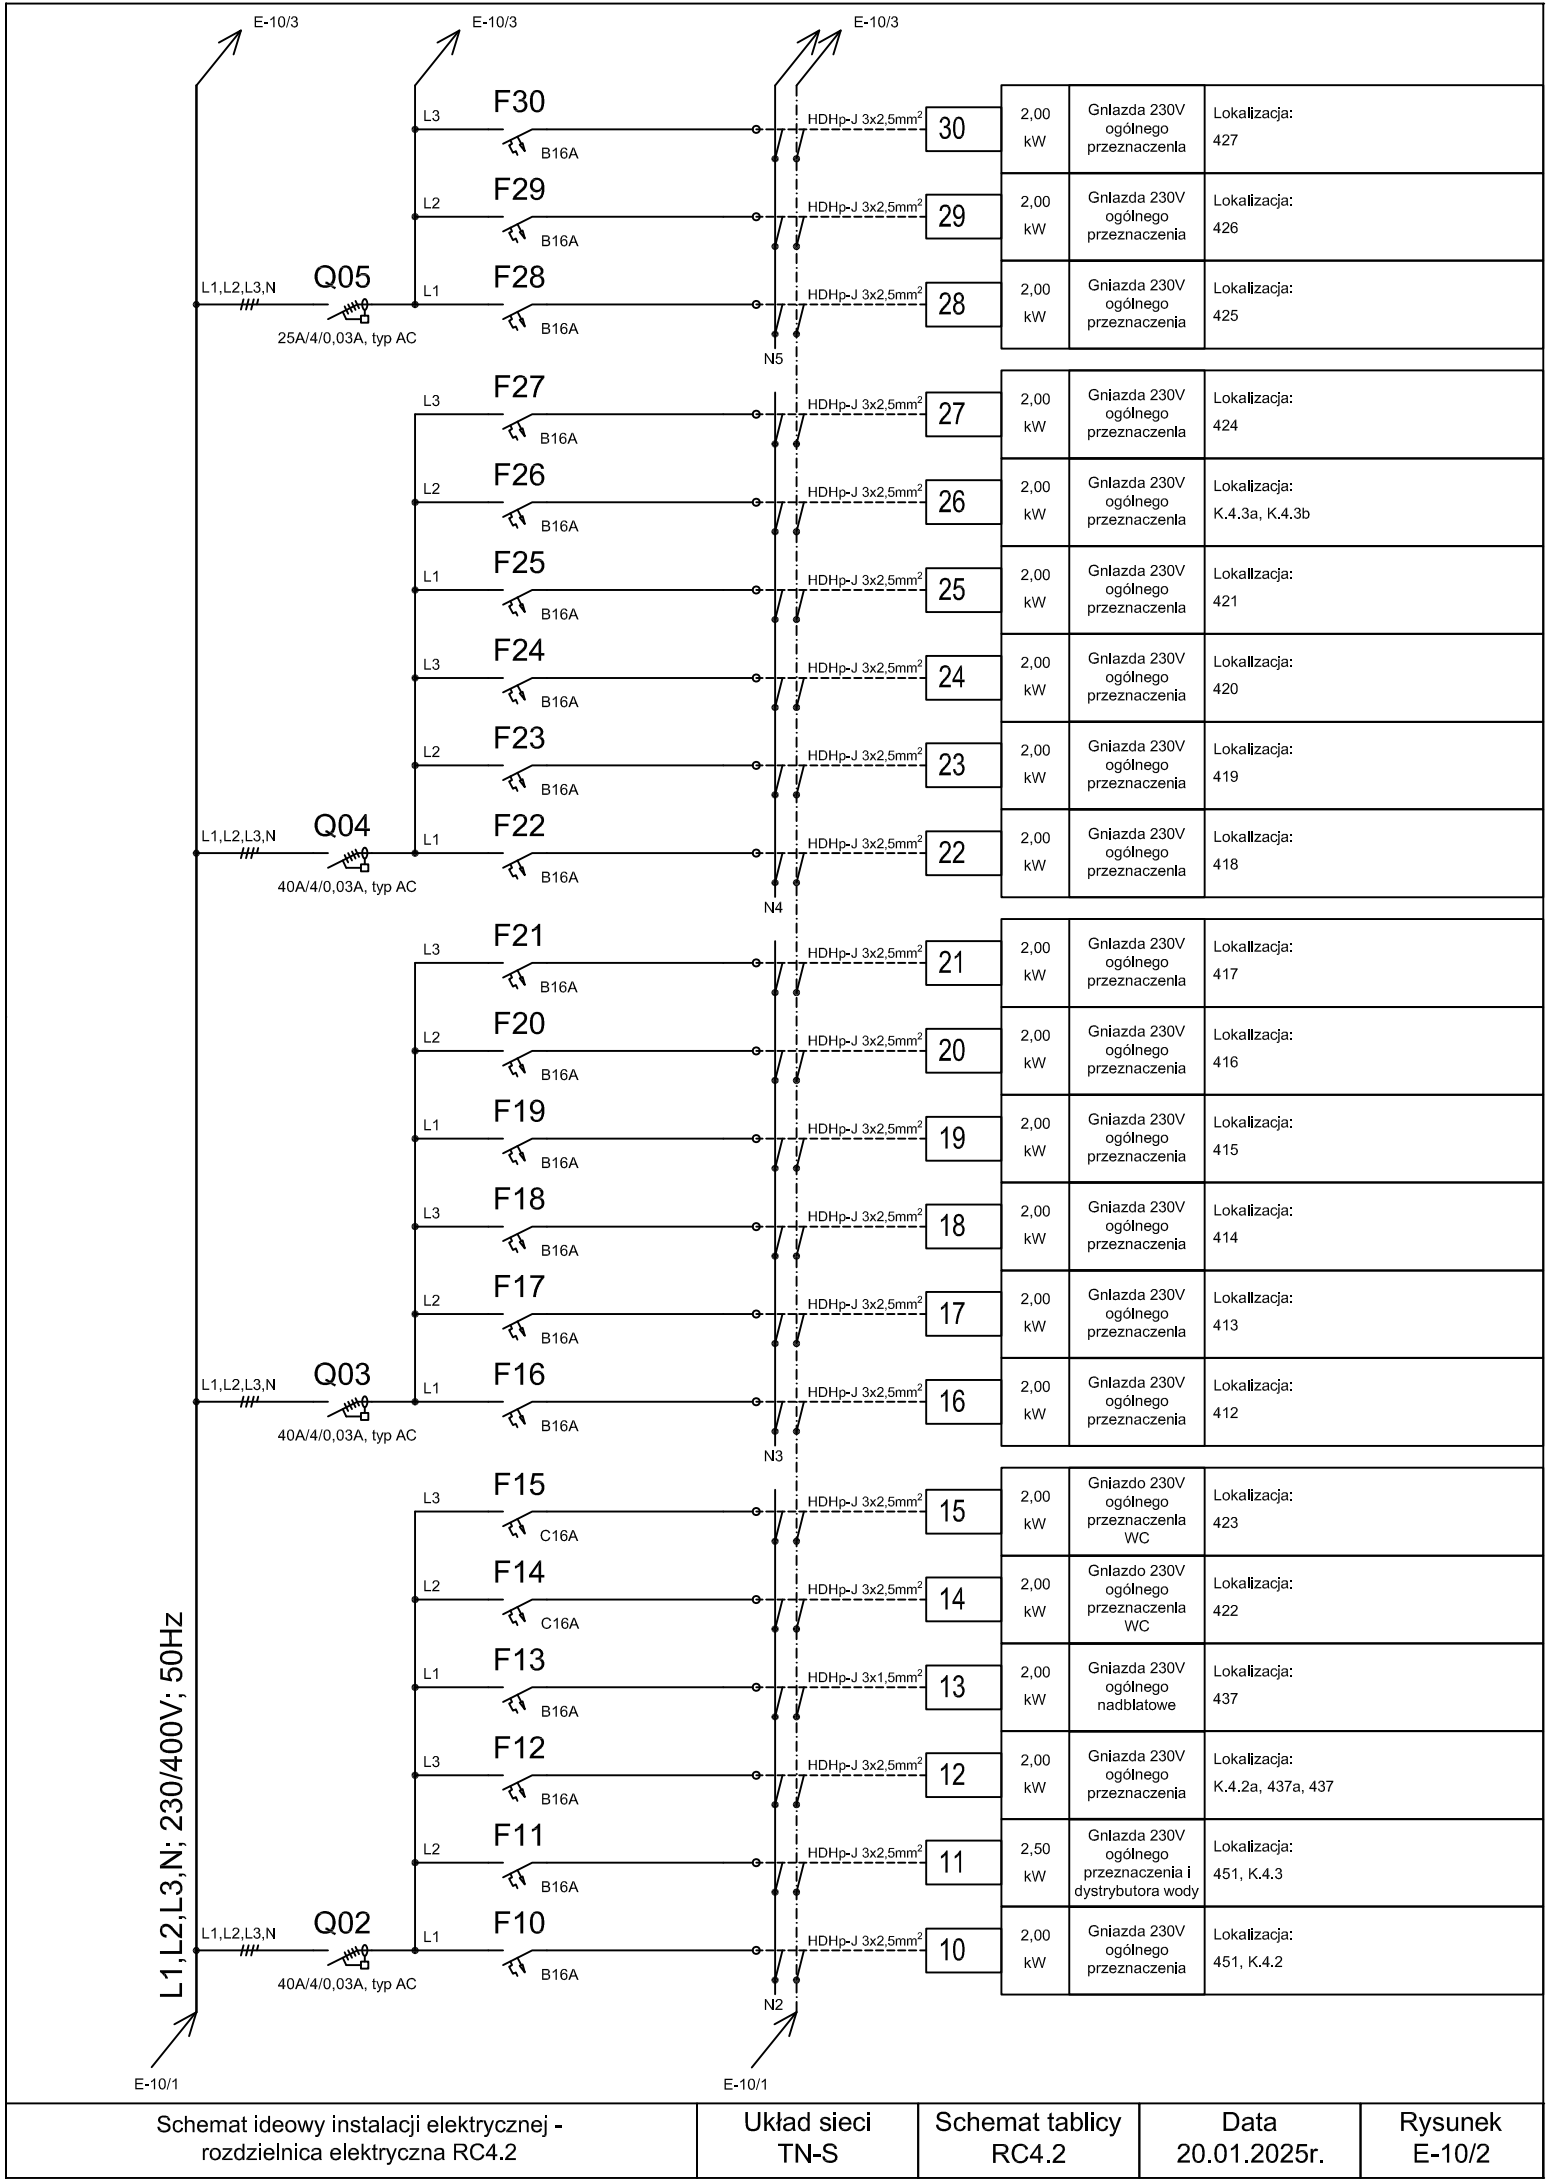 E-10/3
E-10/3
E-10/3
L3
F30
B16A
HDHp-J 3x2,5mm²
30
2,00
kW
Gniazda 230V
ogólnego
przeznaczenia
Lokalizacja:
427
L2
F29
B16A
HDHp-J 3x2,5mm²
29
2,00
kW
Gniazda 230V
ogólnego
przeznaczenia
Lokalizacja:
426
L1,L2,L3,N
Q05
25A/4/0,03A, typ AC
L1
F28
B16A
HDHp-J 3x2,5mm²
28
2,00
kW
Gniazda 230V
ogólnego
przeznaczenia
Lokalizacja:
425
N5
L3
F27
B16A
HDHp-J 3x2,5mm²
27
2,00
kW
Gniazda 230V
ogólnego
przeznaczenia
Lokalizacja:
424
L2
F26
B16A
HDHp-J 3x2,5mm²
26
2,00
kW
Gniazda 230V
ogólnego
przeznaczenia
Lokalizacja:
K.4.3a, K.4.3b
L1
F25
B16A
HDHp-J 3x2,5mm²
25
2,00
kW
Gniazda 230V
ogólnego
przeznaczenia
Lokalizacja:
421
L3
F24
B16A
HDHp-J 3x2,5mm²
24
2,00
kW
Gniazda 230V
ogólnego
przeznaczenia
Lokalizacja:
420
L2
F23
B16A
HDHp-J 3x2,5mm²
23
2,00
kW
Gniazda 230V
ogólnego
przeznaczenia
Lokalizacja:
419
L1,L2,L3,N
Q04
40A/4/0,03A, typ AC
L1
F22
B16A
HDHp-J 3x2,5mm²
22
2,00
kW
Gniazda 230V
ogólnego
przeznaczenia
Lokalizacja:
418
N4
L3
F21
B16A
HDHp-J 3x2,5mm²
21
2,00
kW
Gniazda 230V
ogólnego
przeznaczenia
Lokalizacja:
417
L2
F20
B16A
HDHp-J 3x2,5mm²
20
2,00
kW
Gniazda 230V
ogólnego
przeznaczenia
Lokalizacja:
416
L1
F19
B16A
HDHp-J 3x2,5mm²
19
2,00
kW
Gniazda 230V
ogólnego
przeznaczenia
Lokalizacja:
415
L3
F18
B16A
HDHp-J 3x2,5mm²
18
2,00
kW
Gniazda 230V
ogólnego
przeznaczenia
Lokalizacja:
414
L2
F17
B16A
HDHp-J 3x2,5mm²
17
2,00
kW
Gniazda 230V
ogólnego
przeznaczenia
Lokalizacja:
413
L1,L2,L3,N
Q03
40A/4/0,03A, typ AC
L1
F16
B16A
HDHp-J 3x2,5mm²
16
2,00
kW
Gniazda 230V
ogólnego
przeznaczenia
Lokalizacja:
412
N3
L3
F15
C16A
HDHp-J 3x2,5mm²
15
2,00
kW
Gniazdo 230V
ogólnego
przeznaczenia
WC
Lokalizacja:
423
L2
F14
C16A
HDHp-J 3x2,5mm²
14
2,00
kW
Gniazdo 230V
ogólnego
przeznaczenia
WC
Lokalizacja:
422
L1
F13
B16A
HDHp-J 3x1,5mm²
13
2,00
kW
Gniazda 230V
ogólnego
nadblatowe
Lokalizacja:
437
L3
F12
B16A
HDHp-J 3x2,5mm²
12
2,00
kW
Gniazda 230V
ogólnego
przeznaczenia
Lokalizacja:
K.4.2a, 437a, 437
L2
F11
B16A
HDHp-J 3x2,5mm²
11
2,50
kW
Gniazda 230V
ogólnego
przeznaczenia i
dystrybutora wody
Lokalizacja:
451, K.4.3
L1,L2,L3,N
Q02
40A/4/0,03A, typ AC
L1
F10
B16A
HDHp-J 3x2,5mm²
10
2,00
kW
Gniazda 230V
ogólnego
przeznaczenia
Lokalizacja:
451, K.4.2
N2
L1,L2,L3,N; 230/400V; 50Hz
E-10/1
E-10/1
Schemat ideowy instalacji elektrycznej -
rozdzielnica elektryczna RC4.2
Układ sieci
TN-S
Schemat tablicy
RC4.2
Data
20.01.2025r.
Rysunek
E-10/2